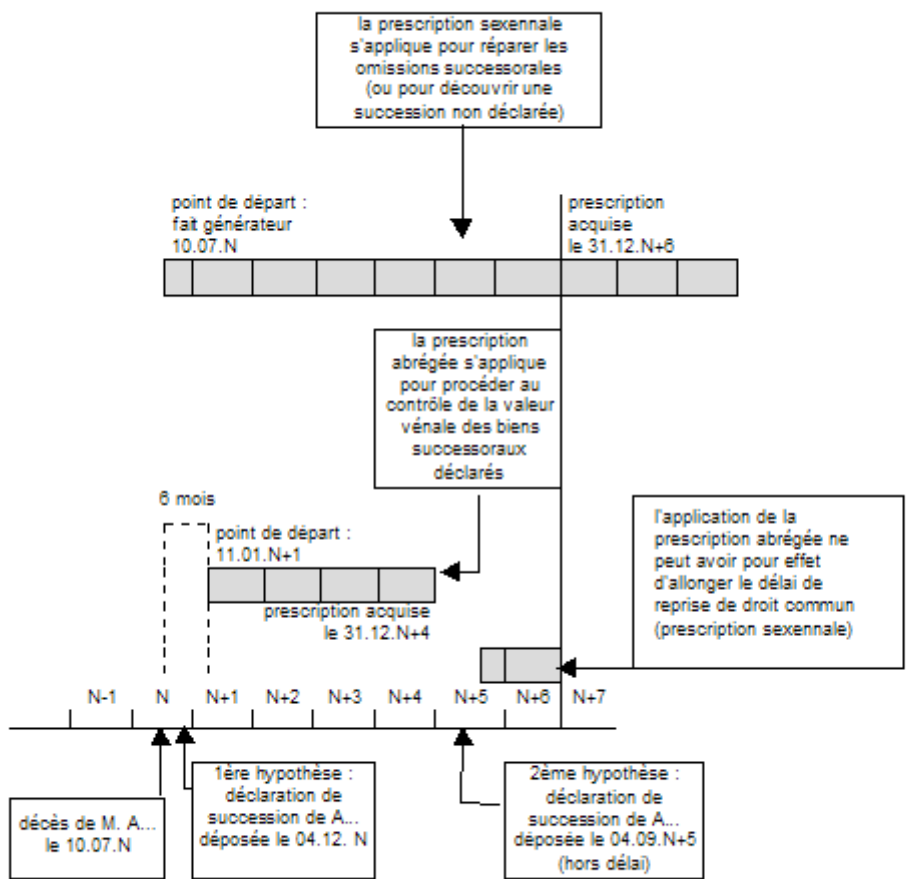 la prescription sexennale
s'applique pour réparer les
omissions successorales
(ou pour découvrir une
succession non déclarée)
point de départ :
fait générateur
10.07.N
prescription
acquise
le 31.12.N+6
la prescription
abrégée s'applique
pour procéder au
contrôle de la valeur
vénale des biens
successoraux
déclarés
6 mois
point de départ :
11.01.N+1
prescription acquise
le 31.12.N+4
l'application de la
prescription abrégée ne
peut avoir pour effet
d'allonger le délai de
reprise de droit commun
(prescription sexennale)
N-1 N N+1 N+2 N+3 N+4 N+5 N+6 N+7
décès de M. A...
le 10.07.N
1ère hypothèse :
déclaration de
succession de A...
déposée le 04.12. N
2ème hypothèse :
déclaration de
succession de A...
déposée le 04.09.N+5
(hors délai)